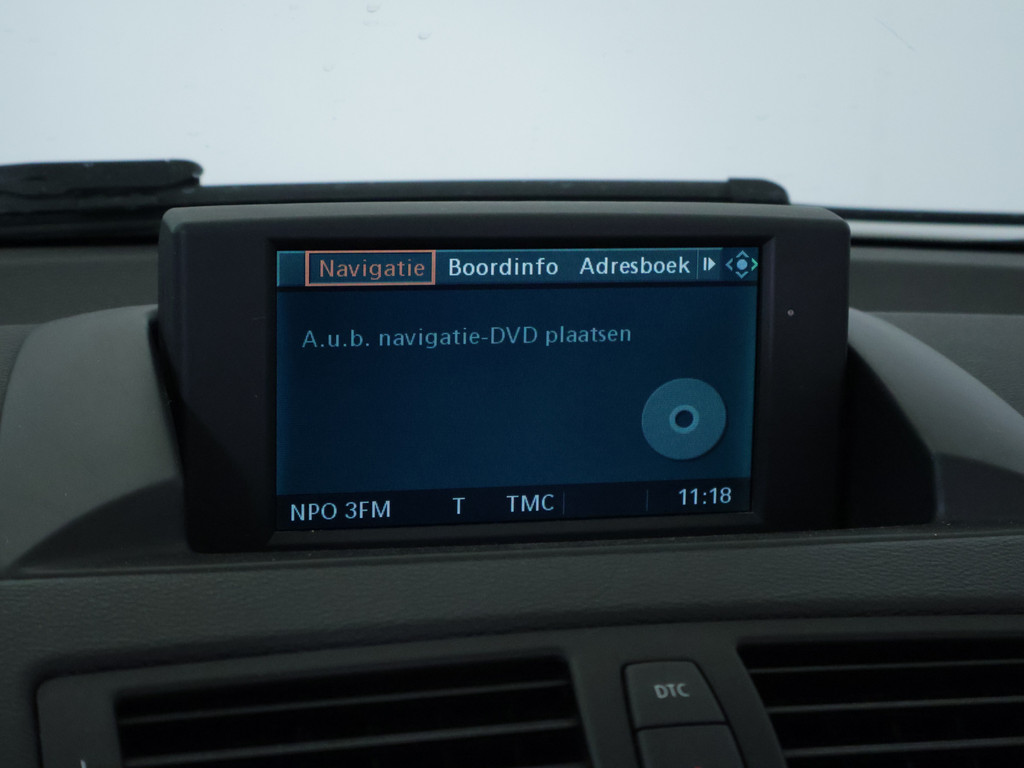 Navigatie Boordinfo Adresboek
A.u.b. navigatie-DVD plaatsen
NPO 3FM T TMC 11:18
DTC